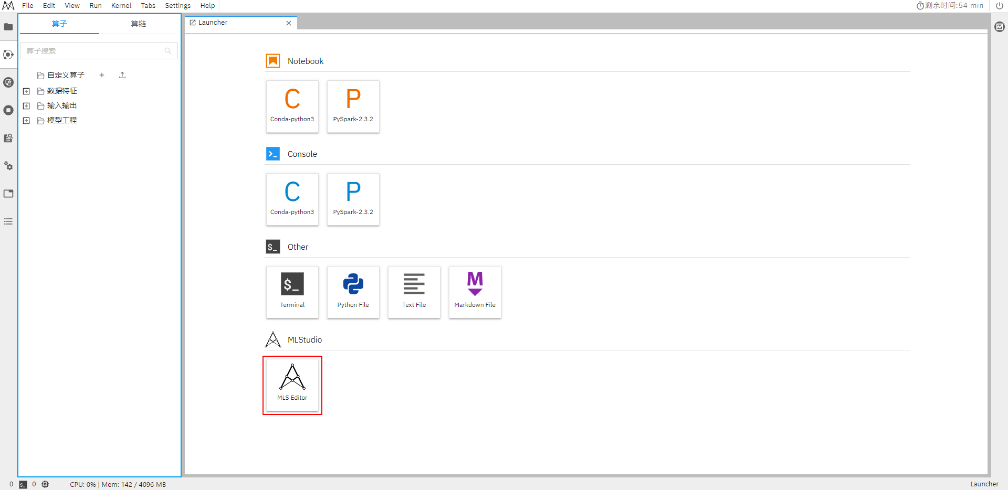 File Edit View Run Kernel Tabs Settings Help
剩余时间: 54 min
算子 算链
Launcher
算子搜索
自定义算子
数据特征
输入输出
模型工程
Notebook
C P
Conda-python3 PySpark-2.3.2
Console
C P
Conda-python3 PySpark-2.3.2
$_ Other
$_ M
Terminal Python File Text File Markdown File
MLStudio
MLS Editor
0 $_ 0 CPU: 0% | Mem: 142 / 4096 MB Launcher